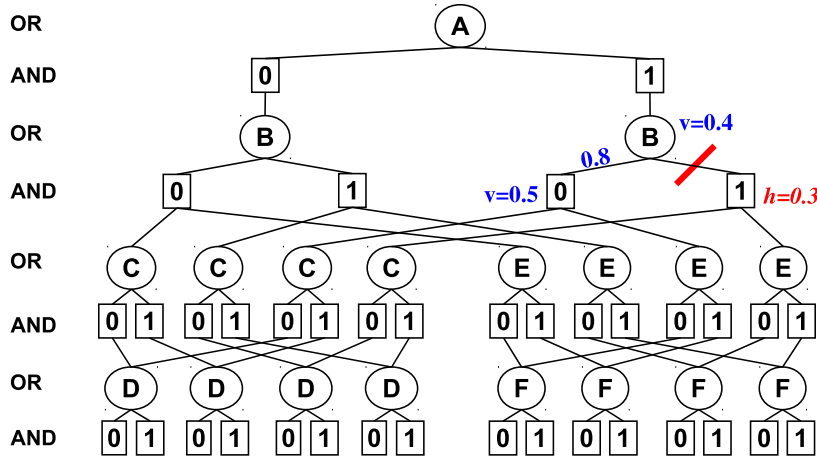 OR A
AND 0 1
OR B B v=0.4
0.8
AND 0 1 v=0.5 0 1 h=0.3
OR C C C C E E E E
AND 0 1 0 1 0 1 0 1 0 1 0 1 0 1 0 1
OR D D D D F F F F
AND 0 1 0 1 0 1 0 1 0 1 0 1 0 1 0 1